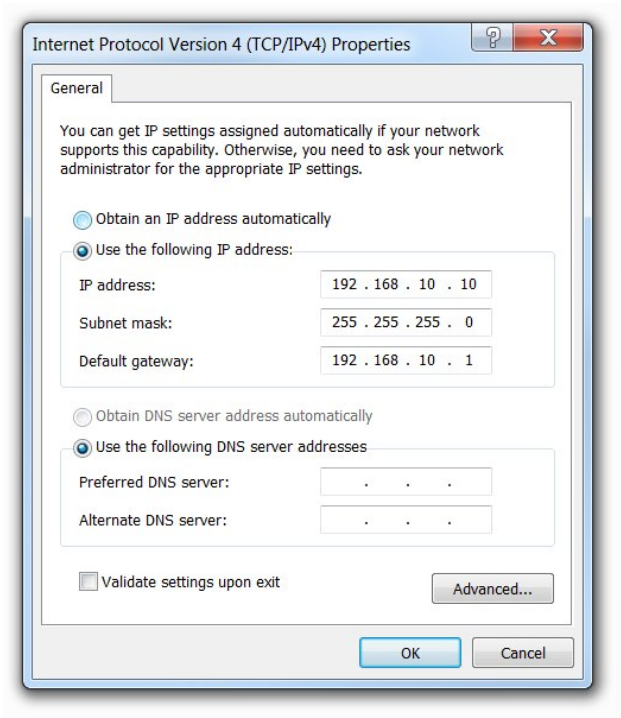 Internet Protocol Version 4 (TCP/IPv4) Properties
General
You can get IP settings assigned automatically if your network
supports this capability. Otherwise, you need to ask your network
administrator for the appropriate IP settings.
Obtain an IP address automatically
Use the following IP address:
IP address: 192 . 168 . 10 . 10
Subnet mask: 255 . 255 . 255 . 0
Default gateway: 192 . 168 . 10 . 1
Obtain DNS server address automatically
Use the following DNS server addresses
Preferred DNS server: . . .
Alternate DNS server: . . .
Validate settings upon exit
Advanced...
OK Cancel